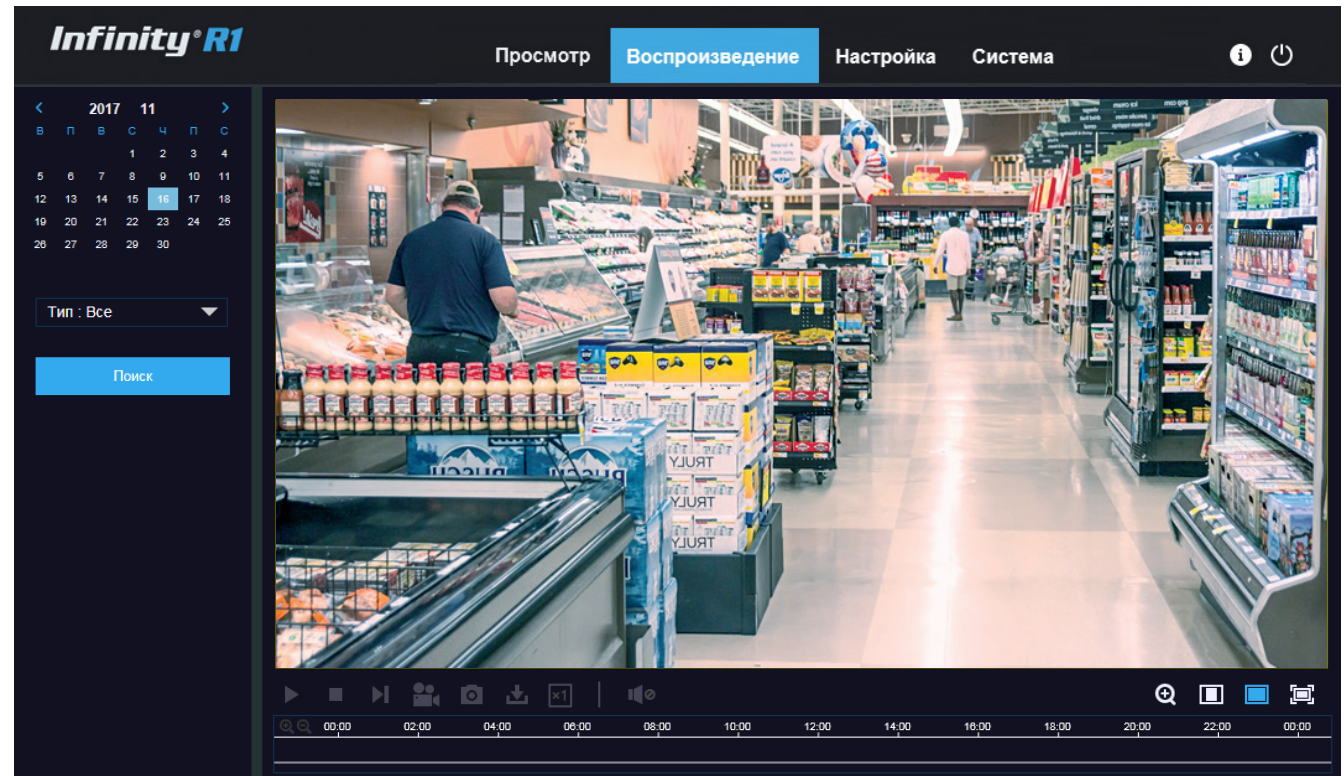 Infinity® R1
Просмотр Воспроизведение Настройка Система
2017 11
В П В С Ч П С
1 2 3 4
5 6 7 8 9 10 11
12 13 14 15 16 17 18
19 20 21 22 23 24 25
26 27 28 29 30
Тип : Все
Поиск
BUSCH
TRULY
TRULY
TRULY
×1
00:00 02:00 04:00 06:00 08:00 10:00 12:00 14:00 16:00 18:00 20:00 22:00 00:00